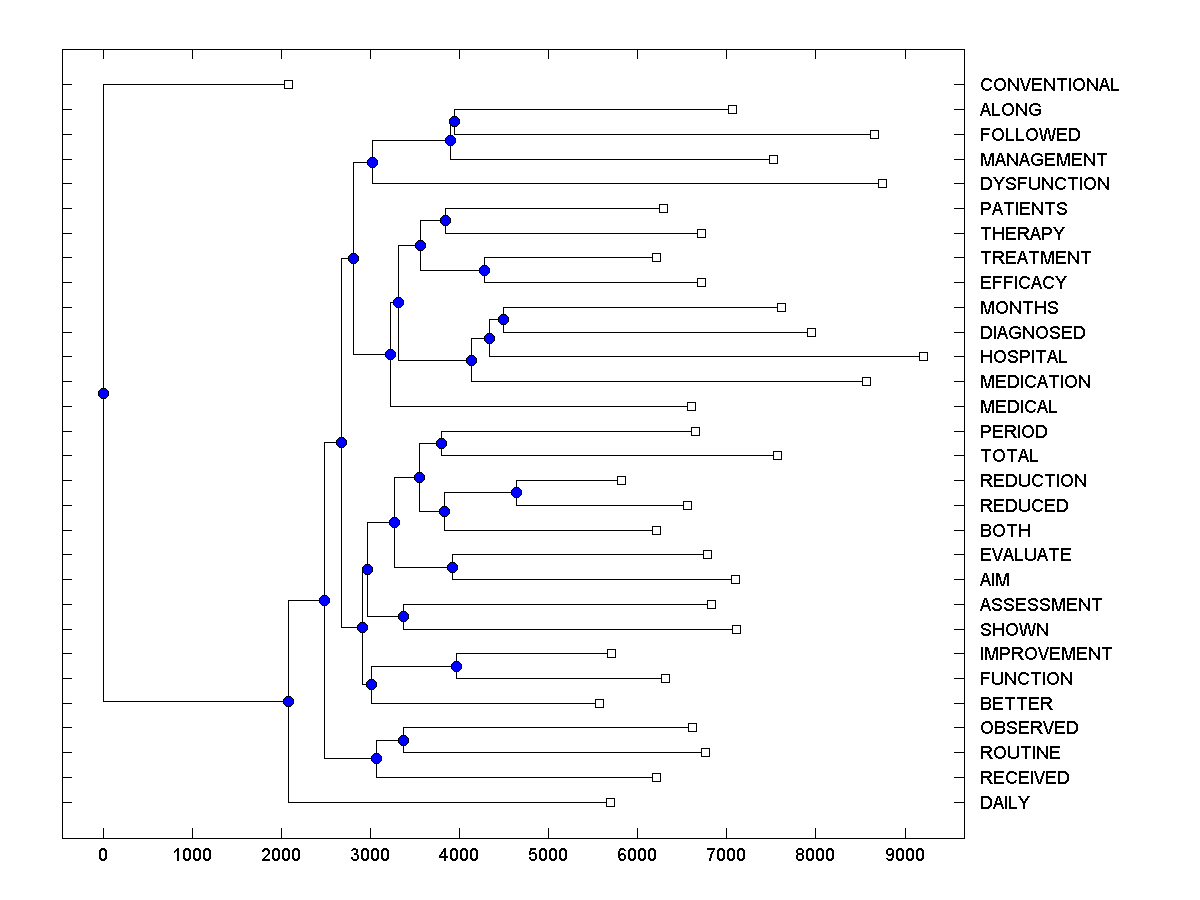 CONVENTIONAL
ALONG
FOLLOWED
MANAGEMENT
DYSFUNCTION
PATIENTS
THERAPY
TREATMENT
EFFICACY
MONTHS
DIAGNOSED
HOSPITAL
MEDICATION
MEDICAL
PERIOD
TOTAL
REDUCTION
REDUCED
BOTH
EVALUATE
AIM
ASSESSMENT
SHOWN
IMPROVEMENT
FUNCTION
BETTER
OBSERVED
ROUTINE
RECEIVED
DAILY
0 1000 2000 3000 4000 5000 6000 7000 8000 9000